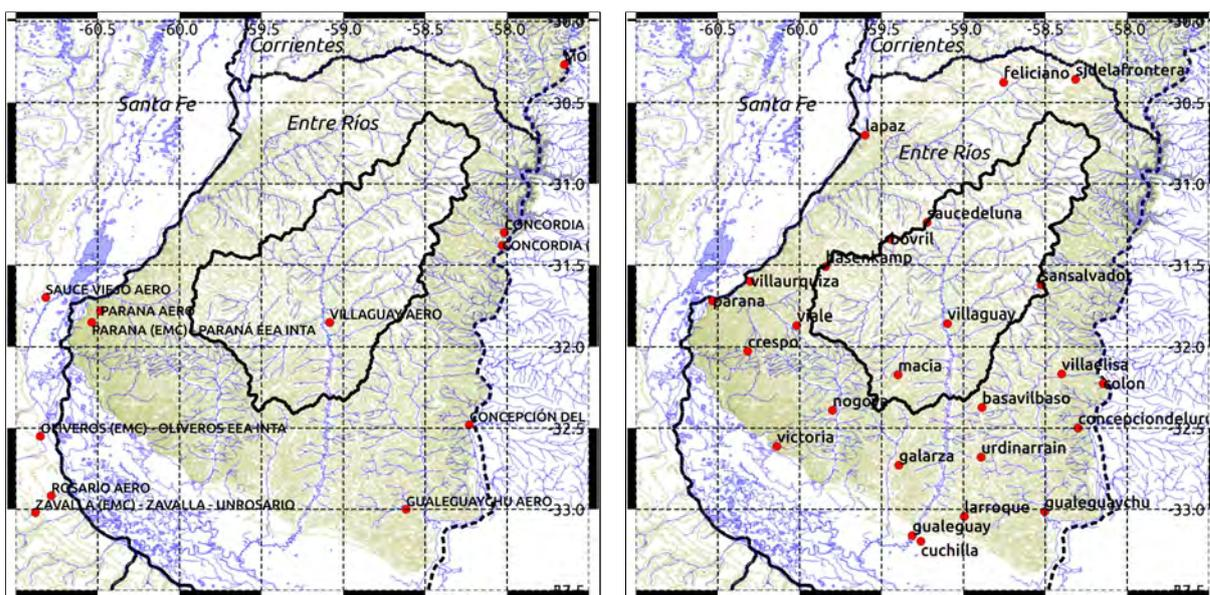 -60.5 -60.0 -59.5 -59.0 -58.5 -58.0
Corrientes
Santa Fe
-30.5
Entre Ríos
-31.0
CONCORDIA
CONCORDIA (
-31.5
SAUCE VIEJO AERO
PARANA AERO
VILLAGUAY AERO
PARANA (EMC) - PARANÁ EEA INTA
-32.0
CONCEPCIÓN DEL
OLIVEROS (EMC) - OLIVEROS EEA INTA
-32.5
ROSARIO AERO
GUALEGUAYCHU AERO
ZAVALLA (EMC) - ZAVALLA - UNROSARIO
-33.0
-60.5 -60.0 -59.5 -59.0 -58.5 -58.0
Corrientes
feliciano
sjdelafrontera
Santa Fe
-30.5
lapaz
Entre Ríos
-31.0
saucedeluna
bovril
hasenkamp
-31.5
villaurquiza
sansalvador
parana
viale
villaguay
crespo
-32.0
macia
villaelisa
colon
nogoya
basavilbaso
concepciondeluru
-32.5
victoria
galarza
urdinarrain
larroque
gualeguaychu
-33.0
gualeguay
cuchilla